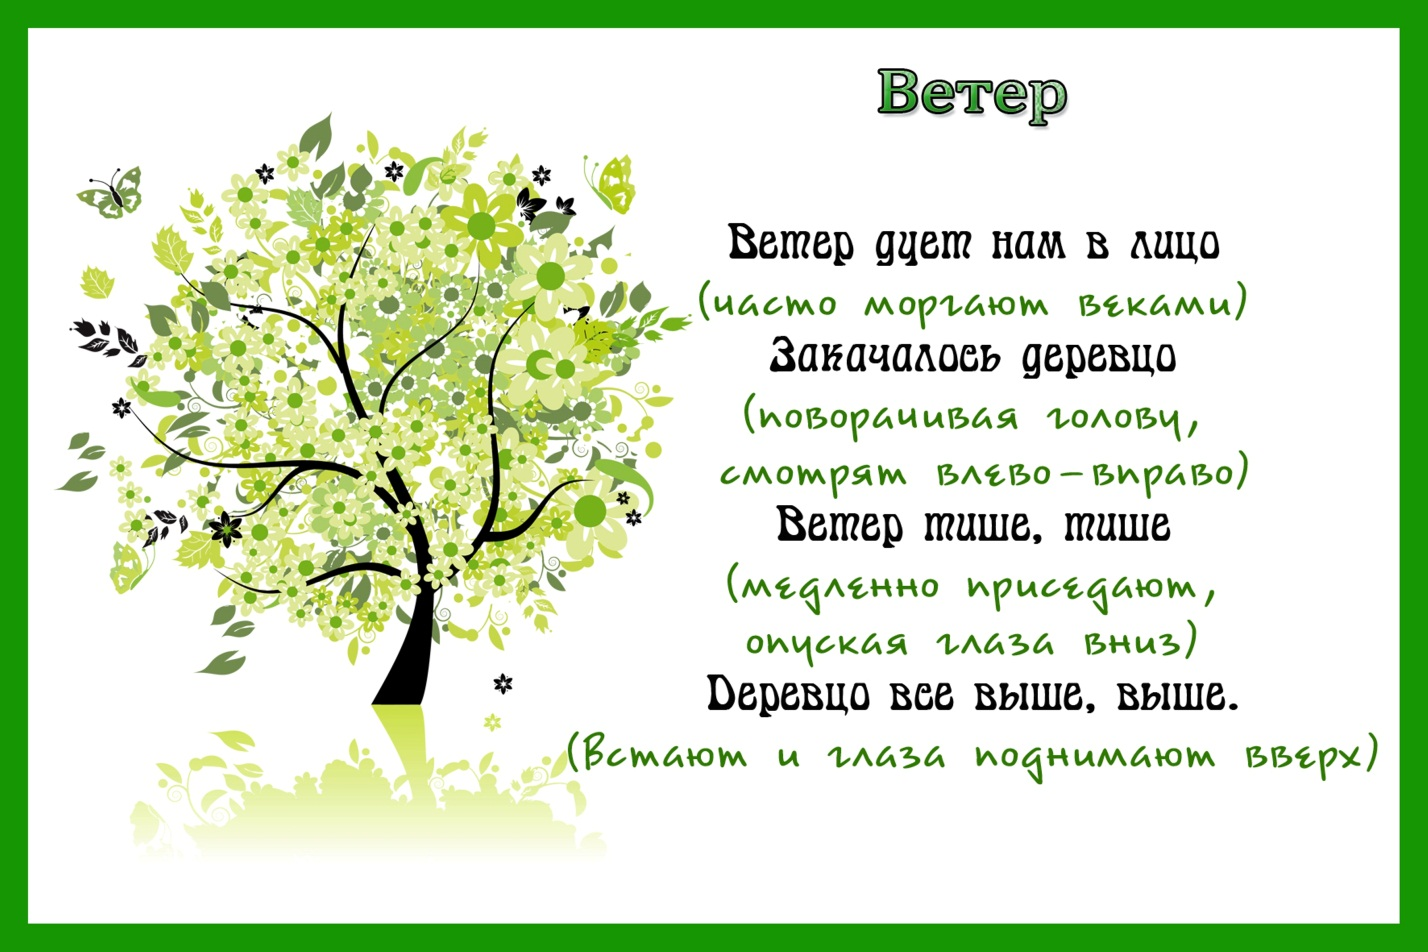 Ветер
Ветер дует нам в лицо
(часто моргают веками)
Закачалось деревцо
(поворачивая голову,
смотрят влево-вправо)
Ветер тише, тише
(медленно приседают,
опуская глаза вниз)
Деревцо все выше, выше.
(Встают и глаза поднимают вверх)